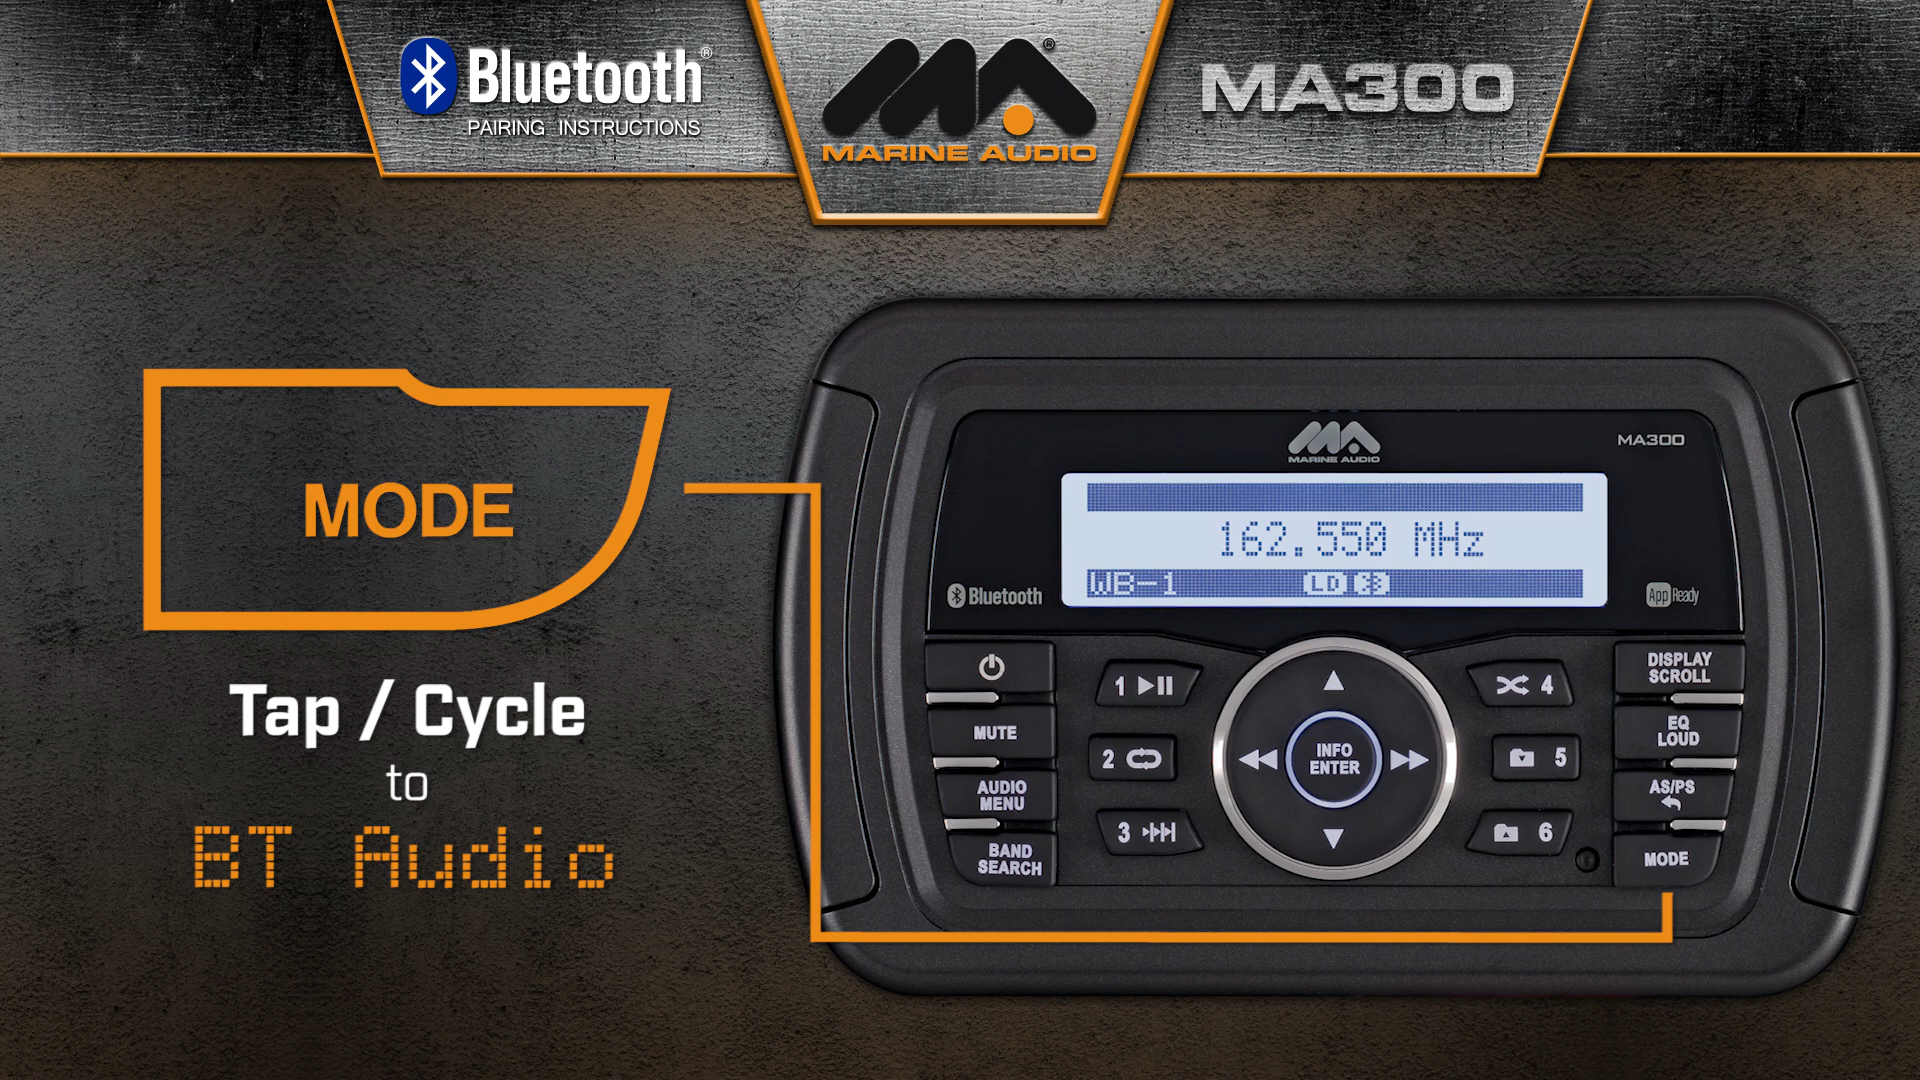 Bluetooth®
PAIRING INSTRUCTIONS
MA®
MARINE AUDIO
MA300
MODE
Tap / Cycle
to
BT Audio
MA
MARINE AUDIO
MA300
162.550 MHz
WB-1
LD
Bluetooth
App Ready
MUTE
AUDIO
MENU
BAND
SEARCH
1
2
3
INFO
ENTER
4
5
6
DISPLAY
SCROLL
EQ
LOUD
AS/PS
MODE